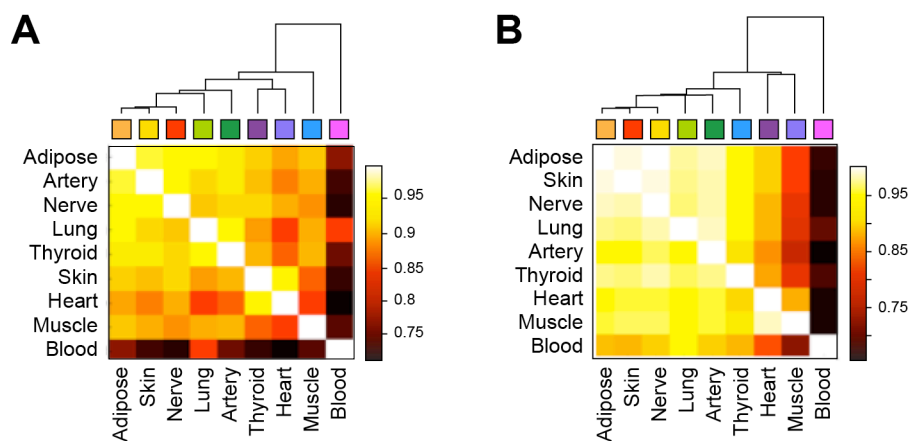 A
B
Adipose
Artery
Nerve
Lung
Thyroid
Skin
Heart
Muscle
Blood
0.95
0.9
0.85
0.8
0.75
Adipose
Skin
Nerve
Lung
Artery
Thyroid
Heart
Muscle
Blood
Adipose
Skin
Nerve
Lung
Artery
Thyroid
Heart
Muscle
Blood
0.95
0.85
0.75
Adipose
Skin
Nerve
Lung
Artery
Thyroid
Heart
Muscle
Blood